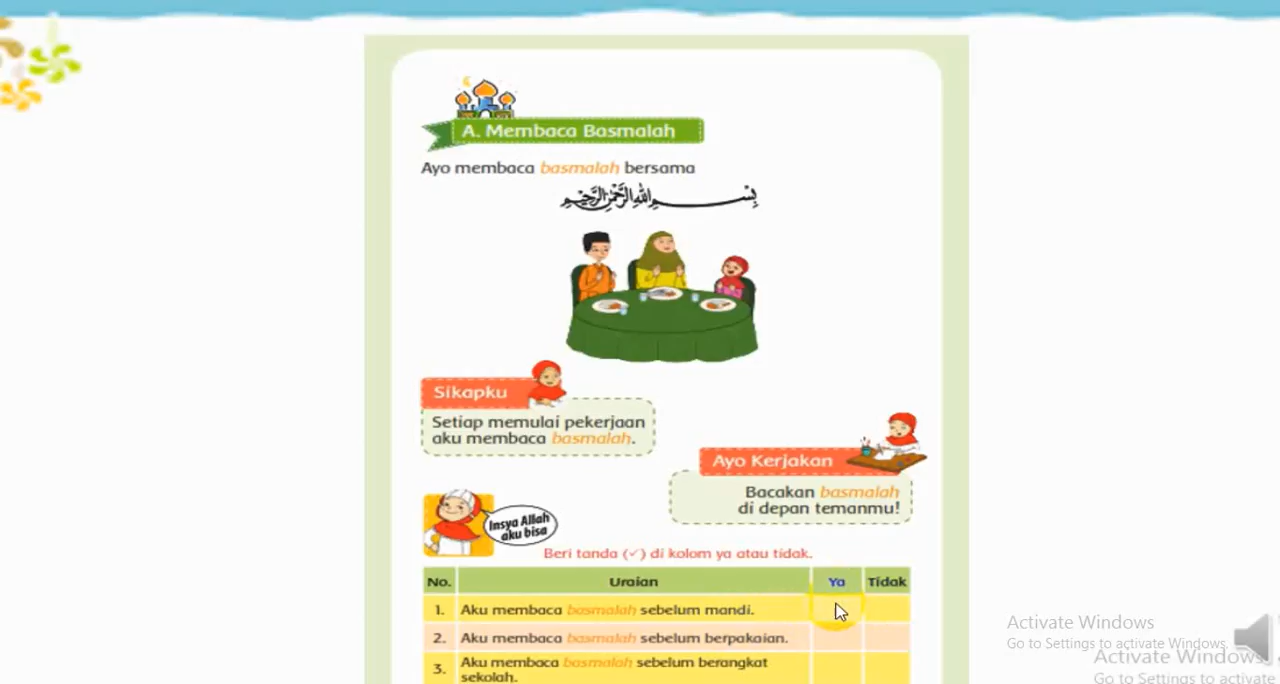 A. Membaca Basmalah
Ayo membaca basmalah bersama
بِسْــــمِ اللهِ الرَّحْمٰنِ الرَّحِيْمِ
Sikapku
Setiap memulai pekerjaan
aku membaca basmalah.
Ayo Kerjakan
Bacakan basmalah
di depan temanmu!
Insya Allah
aku bisa
Beri tanda (✓) di kolom ya atau tidak.
No. Uraian Ya Tidak
1. Aku membaca basmalah sebelum mandi.
2. Aku membaca basmalah sebelum berpakaian.
3. Aku membaca basmalah sebelum berangkat
sekolah.
Activate Windows
Go to Settings to activate Windows.
Activate Windows
Go to Settings to activate